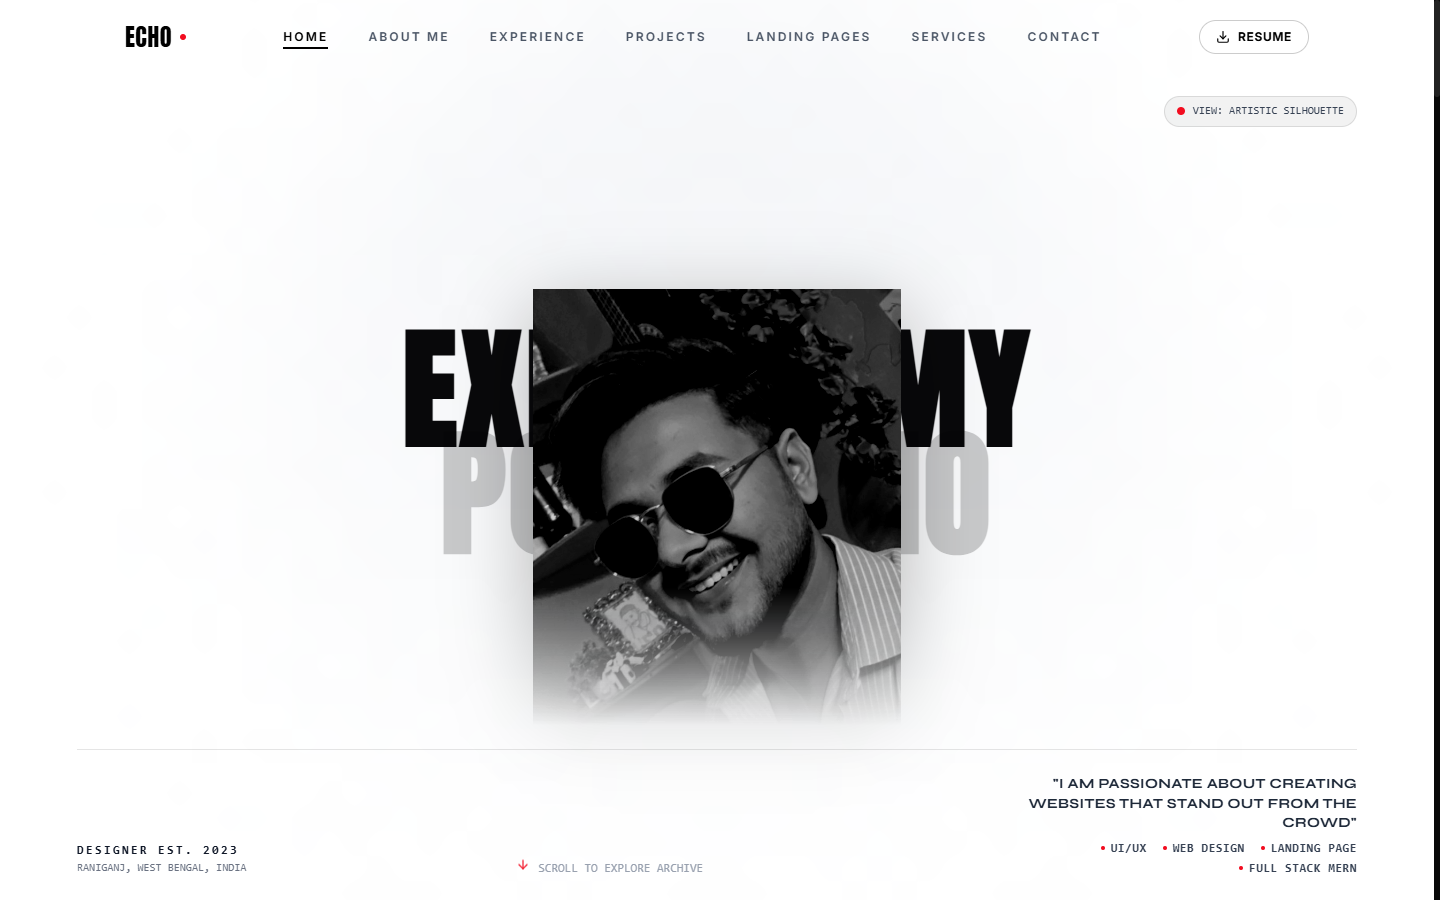 ECHO
HOME ABOUT ME EXPERIENCE PROJECTS LANDING PAGES SERVICES CONTACT
RESUME
VIEW: ARTISTIC SILHOUETTE
MY
"I AM PASSIONATE ABOUT CREATING
WEBSITES THAT STAND OUT FROM THE
CROWD"
DESIGNER EST. 2023
RANIGANJ, WEST BENGAL, INDIA
SCROLL TO EXPLORE ARCHIVE
UI/UX WEB DESIGN LANDING PAGE
FULL STACK MERN